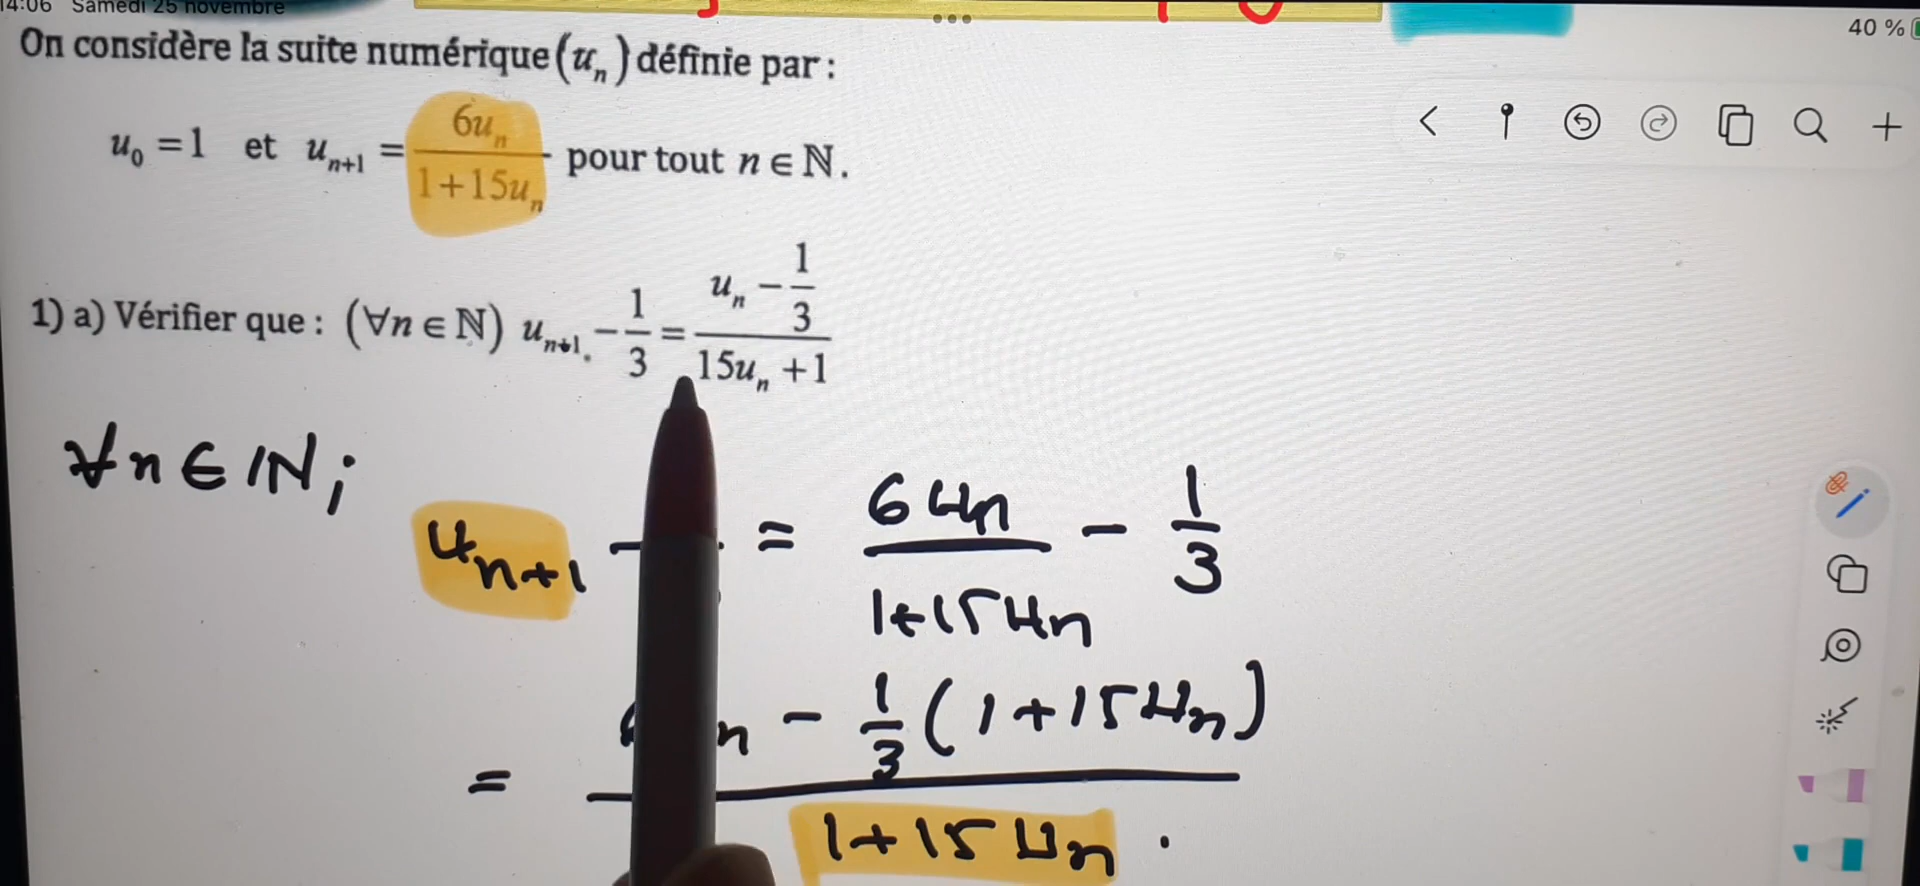 14:06 Samedi 25 novembre
40 %
On considère la suite numérique (uₙ) définie par :
u₀ = 1 et uₙ₊₁ = 6uₙ / (1+15uₙ) pour tout n ∈ ℕ.
1) a) Vérifier que : (∀n ∈ ℕ) uₙ₊₁ − 1/3 = (uₙ − 1/3) / (15uₙ + 1)
∀n ∈ ℕ ;
uₙ₊₁ − = 6uₙ / (1+15uₙ) − 1/3
= n − 1/3 (1+15uₙ) / (1+15uₙ) .